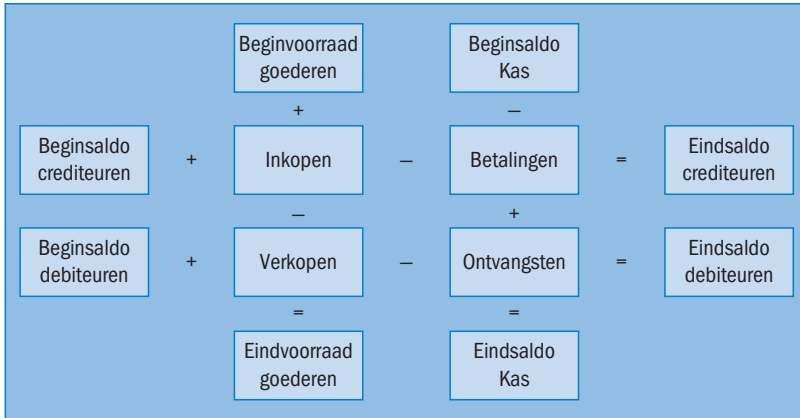 Beginvoorraad
goederen
Beginsaldo
Kas
+
–
Beginsaldo
crediteuren
+
Inkopen
–
Betalingen
=
Eindsaldo
crediteuren
–
+
Beginsaldo
debiteuren
+
Verkopen
–
Ontvangsten
=
Eindsaldo
debiteuren
=
=
Eindvoorraad
goederen
Eindsaldo
Kas